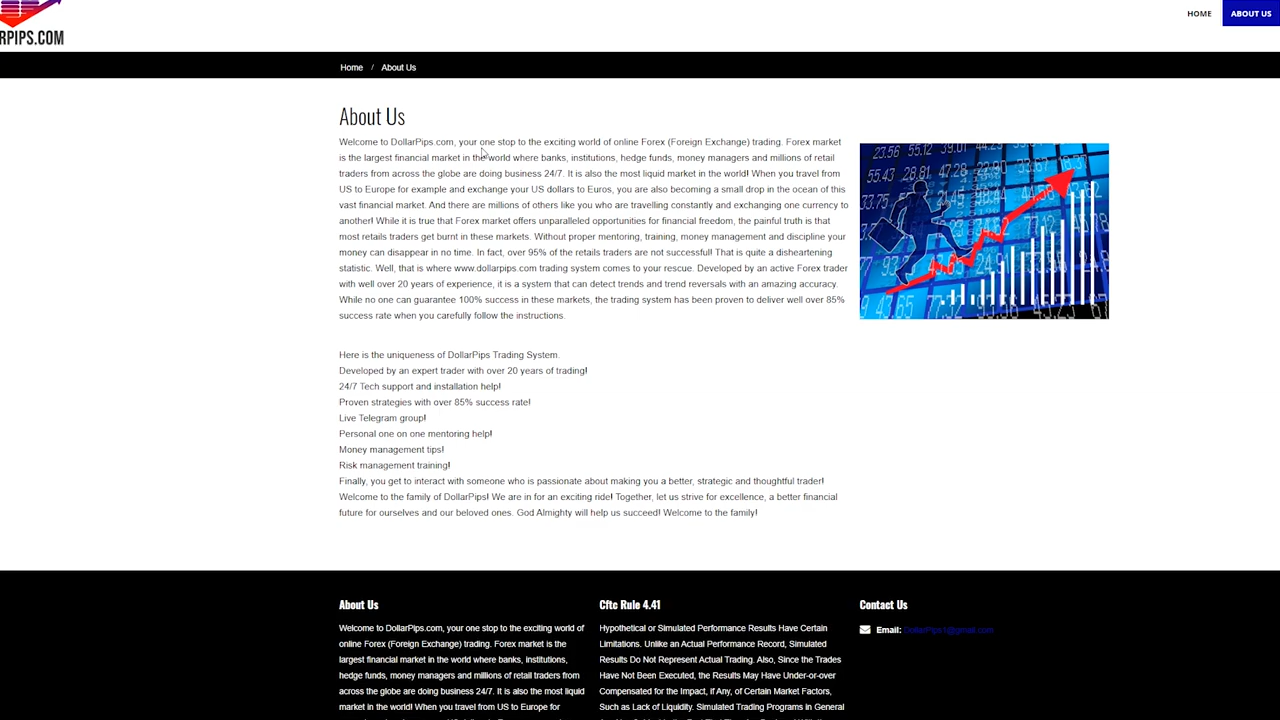 RPIPS.COM
HOME
ABOUT US
Home / About Us
About Us
Welcome to DollarPips.com, your one stop to the exciting world of online Forex (Foreign Exchange) trading. Forex market
is the largest financial market in the world where banks, institutions, hedge funds, money managers and millions of retail
traders from across the globe are doing business 24/7. It is also the most liquid market in the world! When you travel from
US to Europe for example and exchange your US dollars to Euros, you are also becoming a small drop in the ocean of this
vast financial market. And there are millions of others like you who are travelling constantly and exchanging one currency to
another! While it is true that Forex market offers unparalleled opportunities for financial freedom, the painful truth is that
most retails traders get burnt in these markets. Without proper mentoring, training, money management and discipline your
money can disappear in no time. In fact, over 95% of the retails traders are not successful! That is quite a disheartening
statistic. Well, that is where www.dollarpips.com trading system comes to your rescue. Developed by an active Forex trader
with well over 20 years of experience, it is a system that can detect trends and trend reversals with an amazing accuracy.
While no one can guarantee 100% success in these markets, the trading system has been proven to deliver well over 85%
success rate when you carefully follow the instructions.
Here is the uniqueness of DollarPips Trading System.
Developed by an expert trader with over 20 years of trading!
24/7 Tech support and installation help!
Proven strategies with over 85% success rate!
Live Telegram group!
Personal one on one mentoring help!
Money management tips!
Risk management training!
Finally, you get to interact with someone who is passionate about making you a better, strategic and thoughtful trader!
Welcome to the family of DollarPips! We are in for an exciting ride! Together, let us strive for excellence, a better financial
future for ourselves and our beloved ones. God Almighty will help us succeed! Welcome to the family!
About Us
Welcome to DollarPips.com, your one stop to the exciting world of
online Forex (Foreign Exchange) trading. Forex market is the
largest financial market in the world where banks, institutions,
hedge funds, money managers and millions of retail traders from
across the globe are doing business 24/7. It is also the most liquid
market in the world! When you travel from US to Europe for
Cftc Rule 4.41
Hypothetical or Simulated Performance Results Have Certain
Limitations. Unlike an Actual Performance Record, Simulated
Results Do Not Represent Actual Trading. Also, Since the Trades
Have Not Been Executed, the Results May Have Under-or-over
Compensated for the Impact, if Any, of Certain Market Factors,
Such as Lack of Liquidity. Simulated Trading Programs in General
Contact Us
Email: